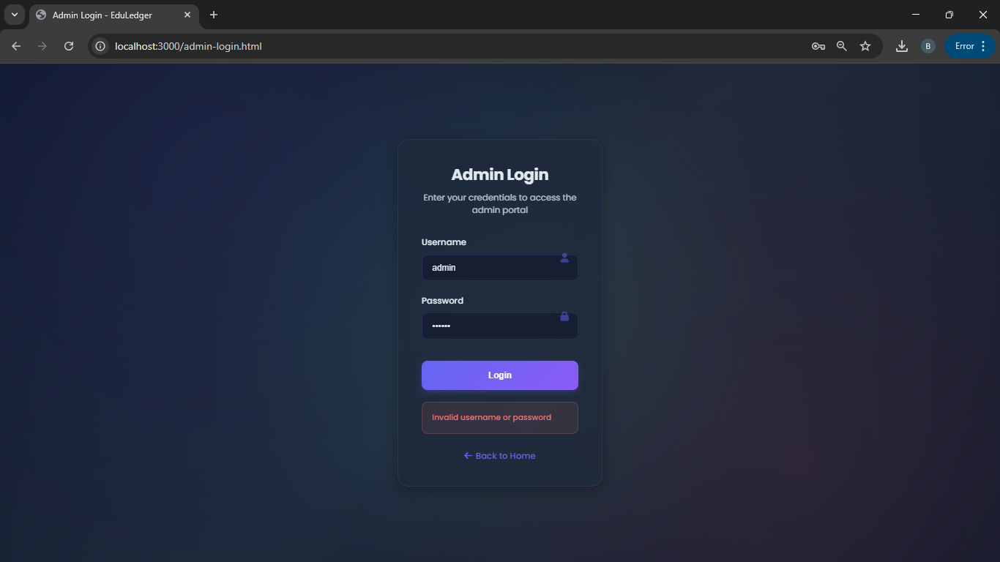 Admin Login - EduLedger
localhost:3000/admin-login.html
B
Error
Admin Login
Enter your credentials to access the
admin portal
Username
admin
Password
••••••
Login
Invalid username or password
← Back to Home